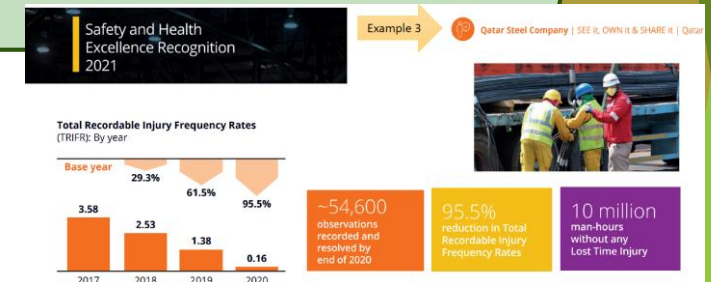 Safety and Health
Excellence Recognition
2021
Example 3
Qatar Steel Company | SEE it, OWN it & SHARE it | Qatar
Total Recordable Injury Frequency Rates
(TRIFR): By year
Base year
29.3%
61.5%
95.5%
3.58
2.53
1.38
0.16
2017 2018 2019 2020
~54,600
observations
recorded and
resolved by
end of 2020
95.5%
reduction in Total
Recordable Injury
Frequency Rates
10 million
man-hours
without any
Lost Time Injury